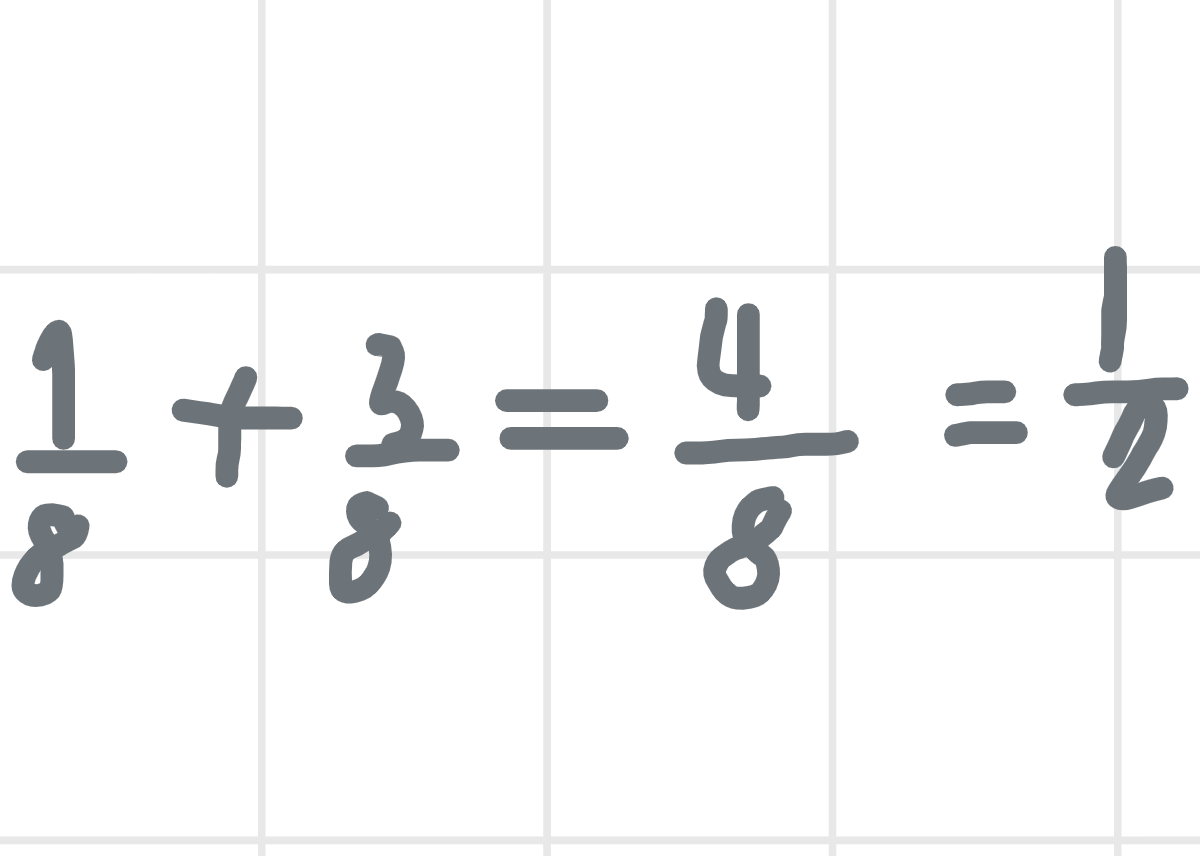 1/8 + 3/8 = 4/8 = 1/2